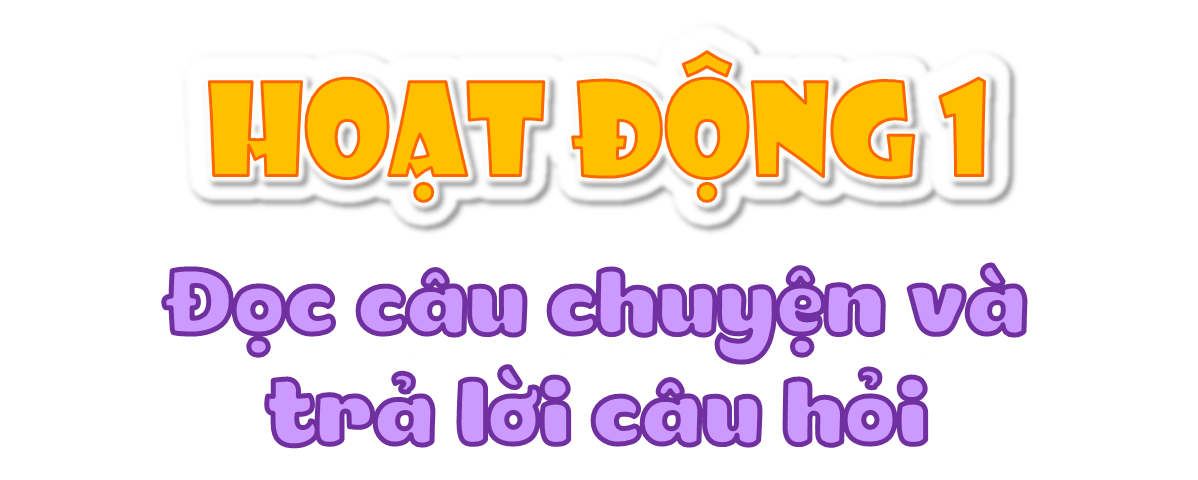 HOẠT ĐỘNG 1
Đọc câu chuyện và
trả lời câu hỏi